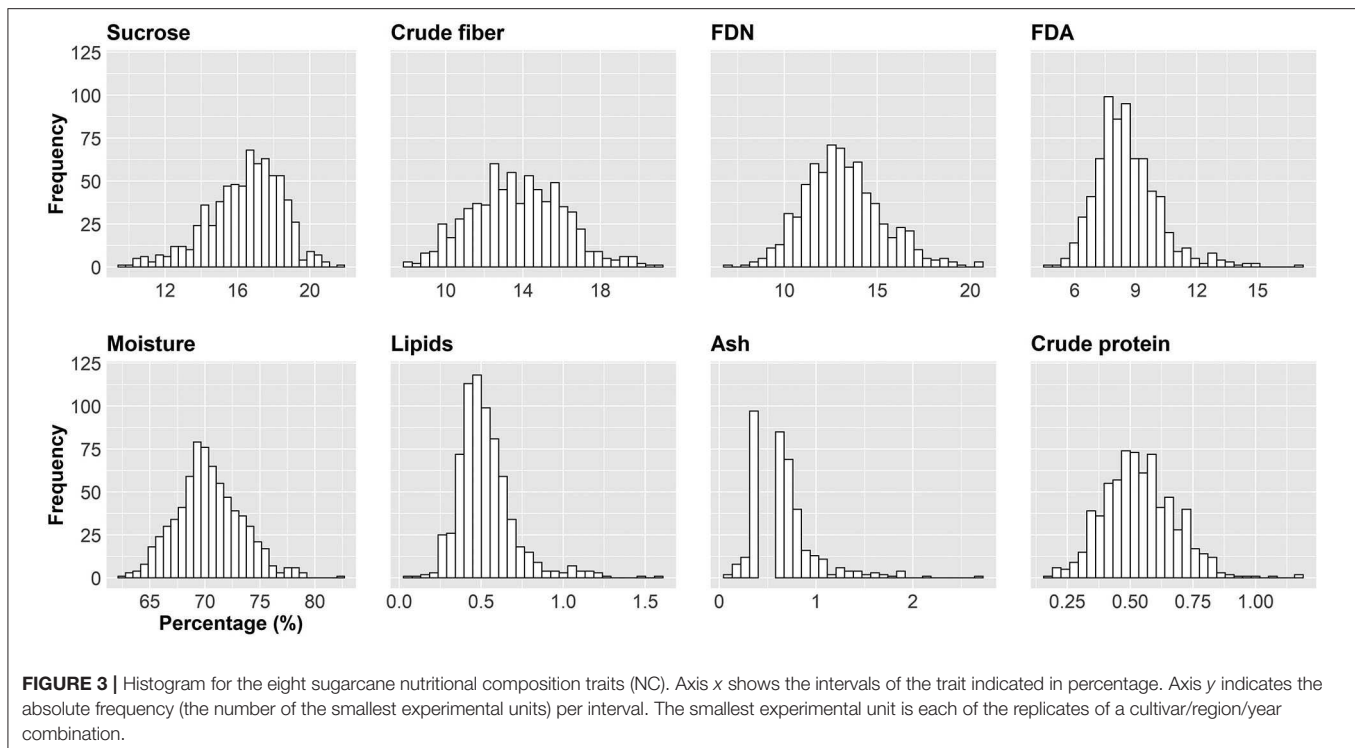 Sucrose
Crude fiber
FDN
FDA
125
100
75
50
25
0
Frequency
12 16 20
10 14 18
10 15 20
6 9 12 15
Moisture
Lipids
Ash
Crude protein
125
100
75
50
25
0
Frequency
65 70 75 80
0.0 0.5 1.0 1.5
0 1 2
0.25 0.50 0.75 1.00
Percentage (%)
FIGURE 3 | Histogram for the eight sugarcane nutritional composition traits (NC). Axis x shows the intervals of the trait indicated in percentage. Axis y indicates the
absolute frequency (the number of the smallest experimental units) per interval. The smallest experimental unit is each of the replicates of a cultivar/region/year
combination.